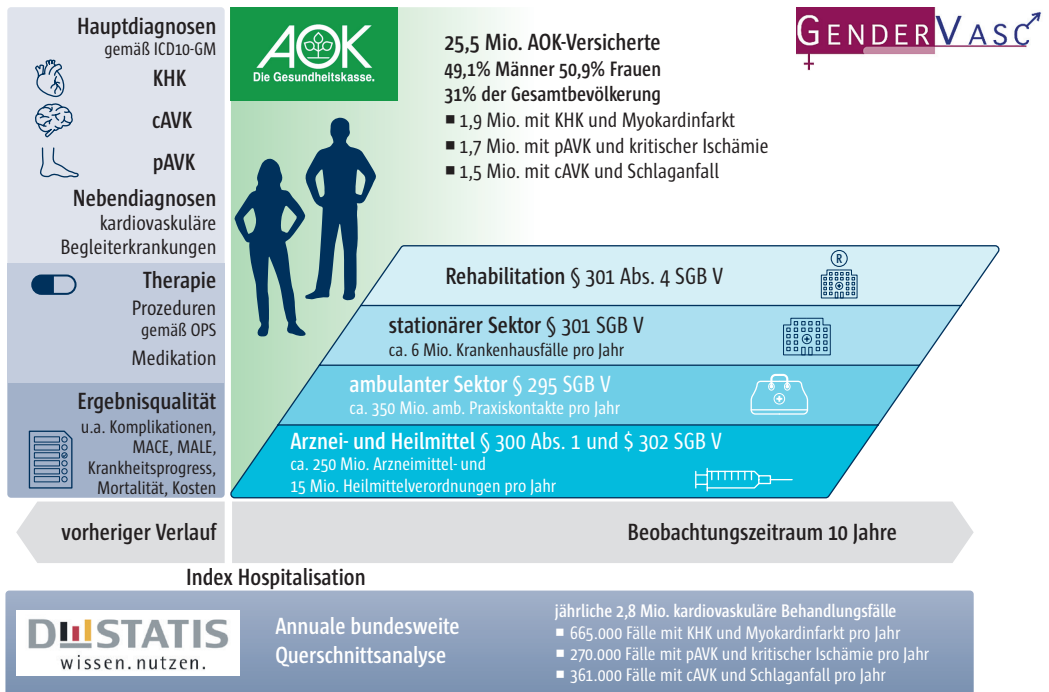 Hauptdiagnosen
gemäß ICD10-GM
KHK
cAVK
pAVK
Nebendiagnosen
kardiovaskuläre
Begleiterkrankungen
Therapie
Prozeduren
gemäß OPS
Medikation
Ergebnisqualität
u.a. Komplikationen,
MACE, MALE,
Krankheitsprogress,
Mortalität, Kosten
AOK
Die Gesundheitskasse.
25,5 Mio. AOK-Versicherte
49,1% Männer 50,9% Frauen
31% der Gesamtbevölkerung
■ 1,9 Mio. mit KHK und Myokardinfarkt
■ 1,7 Mio. mit pAVK und kritischer Ischämie
■ 1,5 Mio. mit cAVK und Schlaganfall
GENDERVASC
Rehabilitation § 301 Abs. 4 SGB V
R
stationärer Sektor § 301 SGB V
ca. 6 Mio. Krankenhausfälle pro Jahr
ambulanter Sektor § 295 SGB V
ca. 350 Mio. amb. Praxiskontakte pro Jahr
Arznei- und Heilmittel § 300 Abs. 1 und $ 302 SGB V
ca. 250 Mio. Arzneimittel- und
15 Mio. Heilmittelverordnungen pro Jahr
vorheriger Verlauf
Beobachtungszeitraum 10 Jahre
Index Hospitalisation
DESTATIS
wissen.nutzen.
Annuale bundesweite
Querschnittsanalyse
jährliche 2,8 Mio. kardiovaskuläre Behandlungsfälle
■ 665.000 Fälle mit KHK und Myokardinfarkt pro Jahr
■ 270.000 Fälle mit pAVK und kritischer Ischämie pro Jahr
■ 361.000 Fälle mit cAVK und Schlaganfall pro Jahr